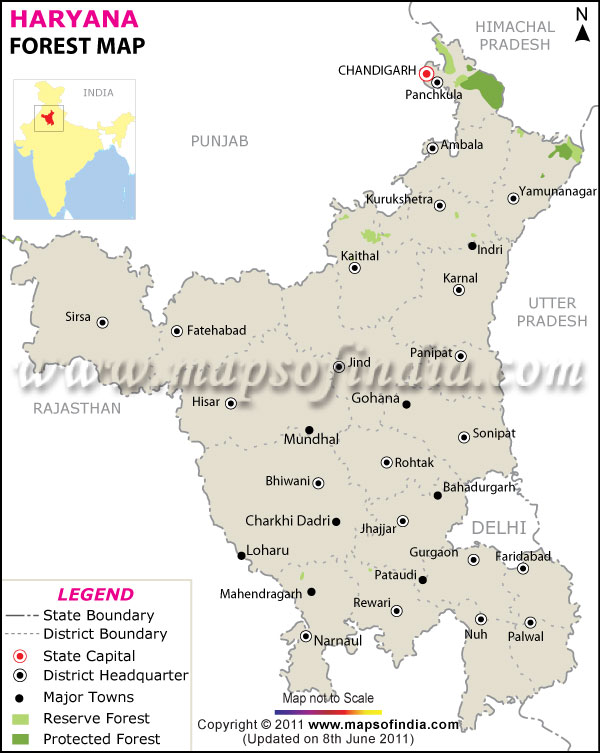 HARYANA
FOREST MAP
INDIA
HIMACHAL
PRADESH
N
CHANDIGARH
Panchkula
PUNJAB
Ambala
Yamunanagar
Kurukshetra
Indri
Kaithal
Karnal
UTTER
PRADESH
Sirsa
Fatehabad
Panipat
Jind
www.mapsofindia.com
RAJASTHAN
Hisar
Gohana
Mundhal
Sonipat
Rohtak
Bhiwani
Bahadurgarh
Charkhi Dadri
Jhajjar
DELHI
Loharu
Gurgaon
Faridabad
Pataudi
Mahendragarh
Rewari
Narnaul
Nuh
Palwal
LEGEND
State Boundary
District Boundary
State Capital
District Headquarter
Major Towns
Reserve Forest
Protected Forest
Map not to Scale
Copyright © 2011 www.mapsofindia.com
(Updated on 8th June 2011)